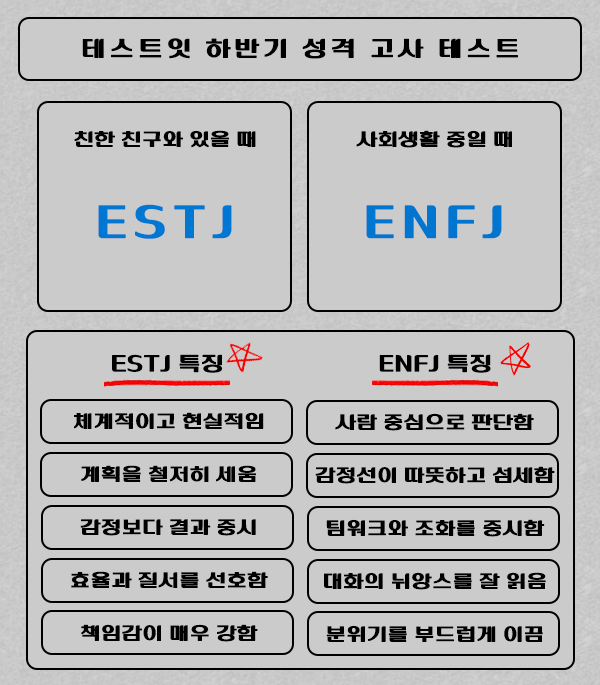 테스트잇 하반기 성격 고사 테스트
친한 친구와 있을 때
사회생활 중일 때
ESTJ
ENFJ
ESTJ 특징
ENFJ 특징
체계적이고 현실적임
사람 중심으로 판단함
계획을 철저히 세움
감정선이 따뜻하고 섬세함
감정보다 결과 중시
팀워크와 조화를 중시함
효율과 질서를 선호함
대화의 뉘앙스를 잘 읽음
책임감이 매우 강함
분위기를 부드럽게 이끔